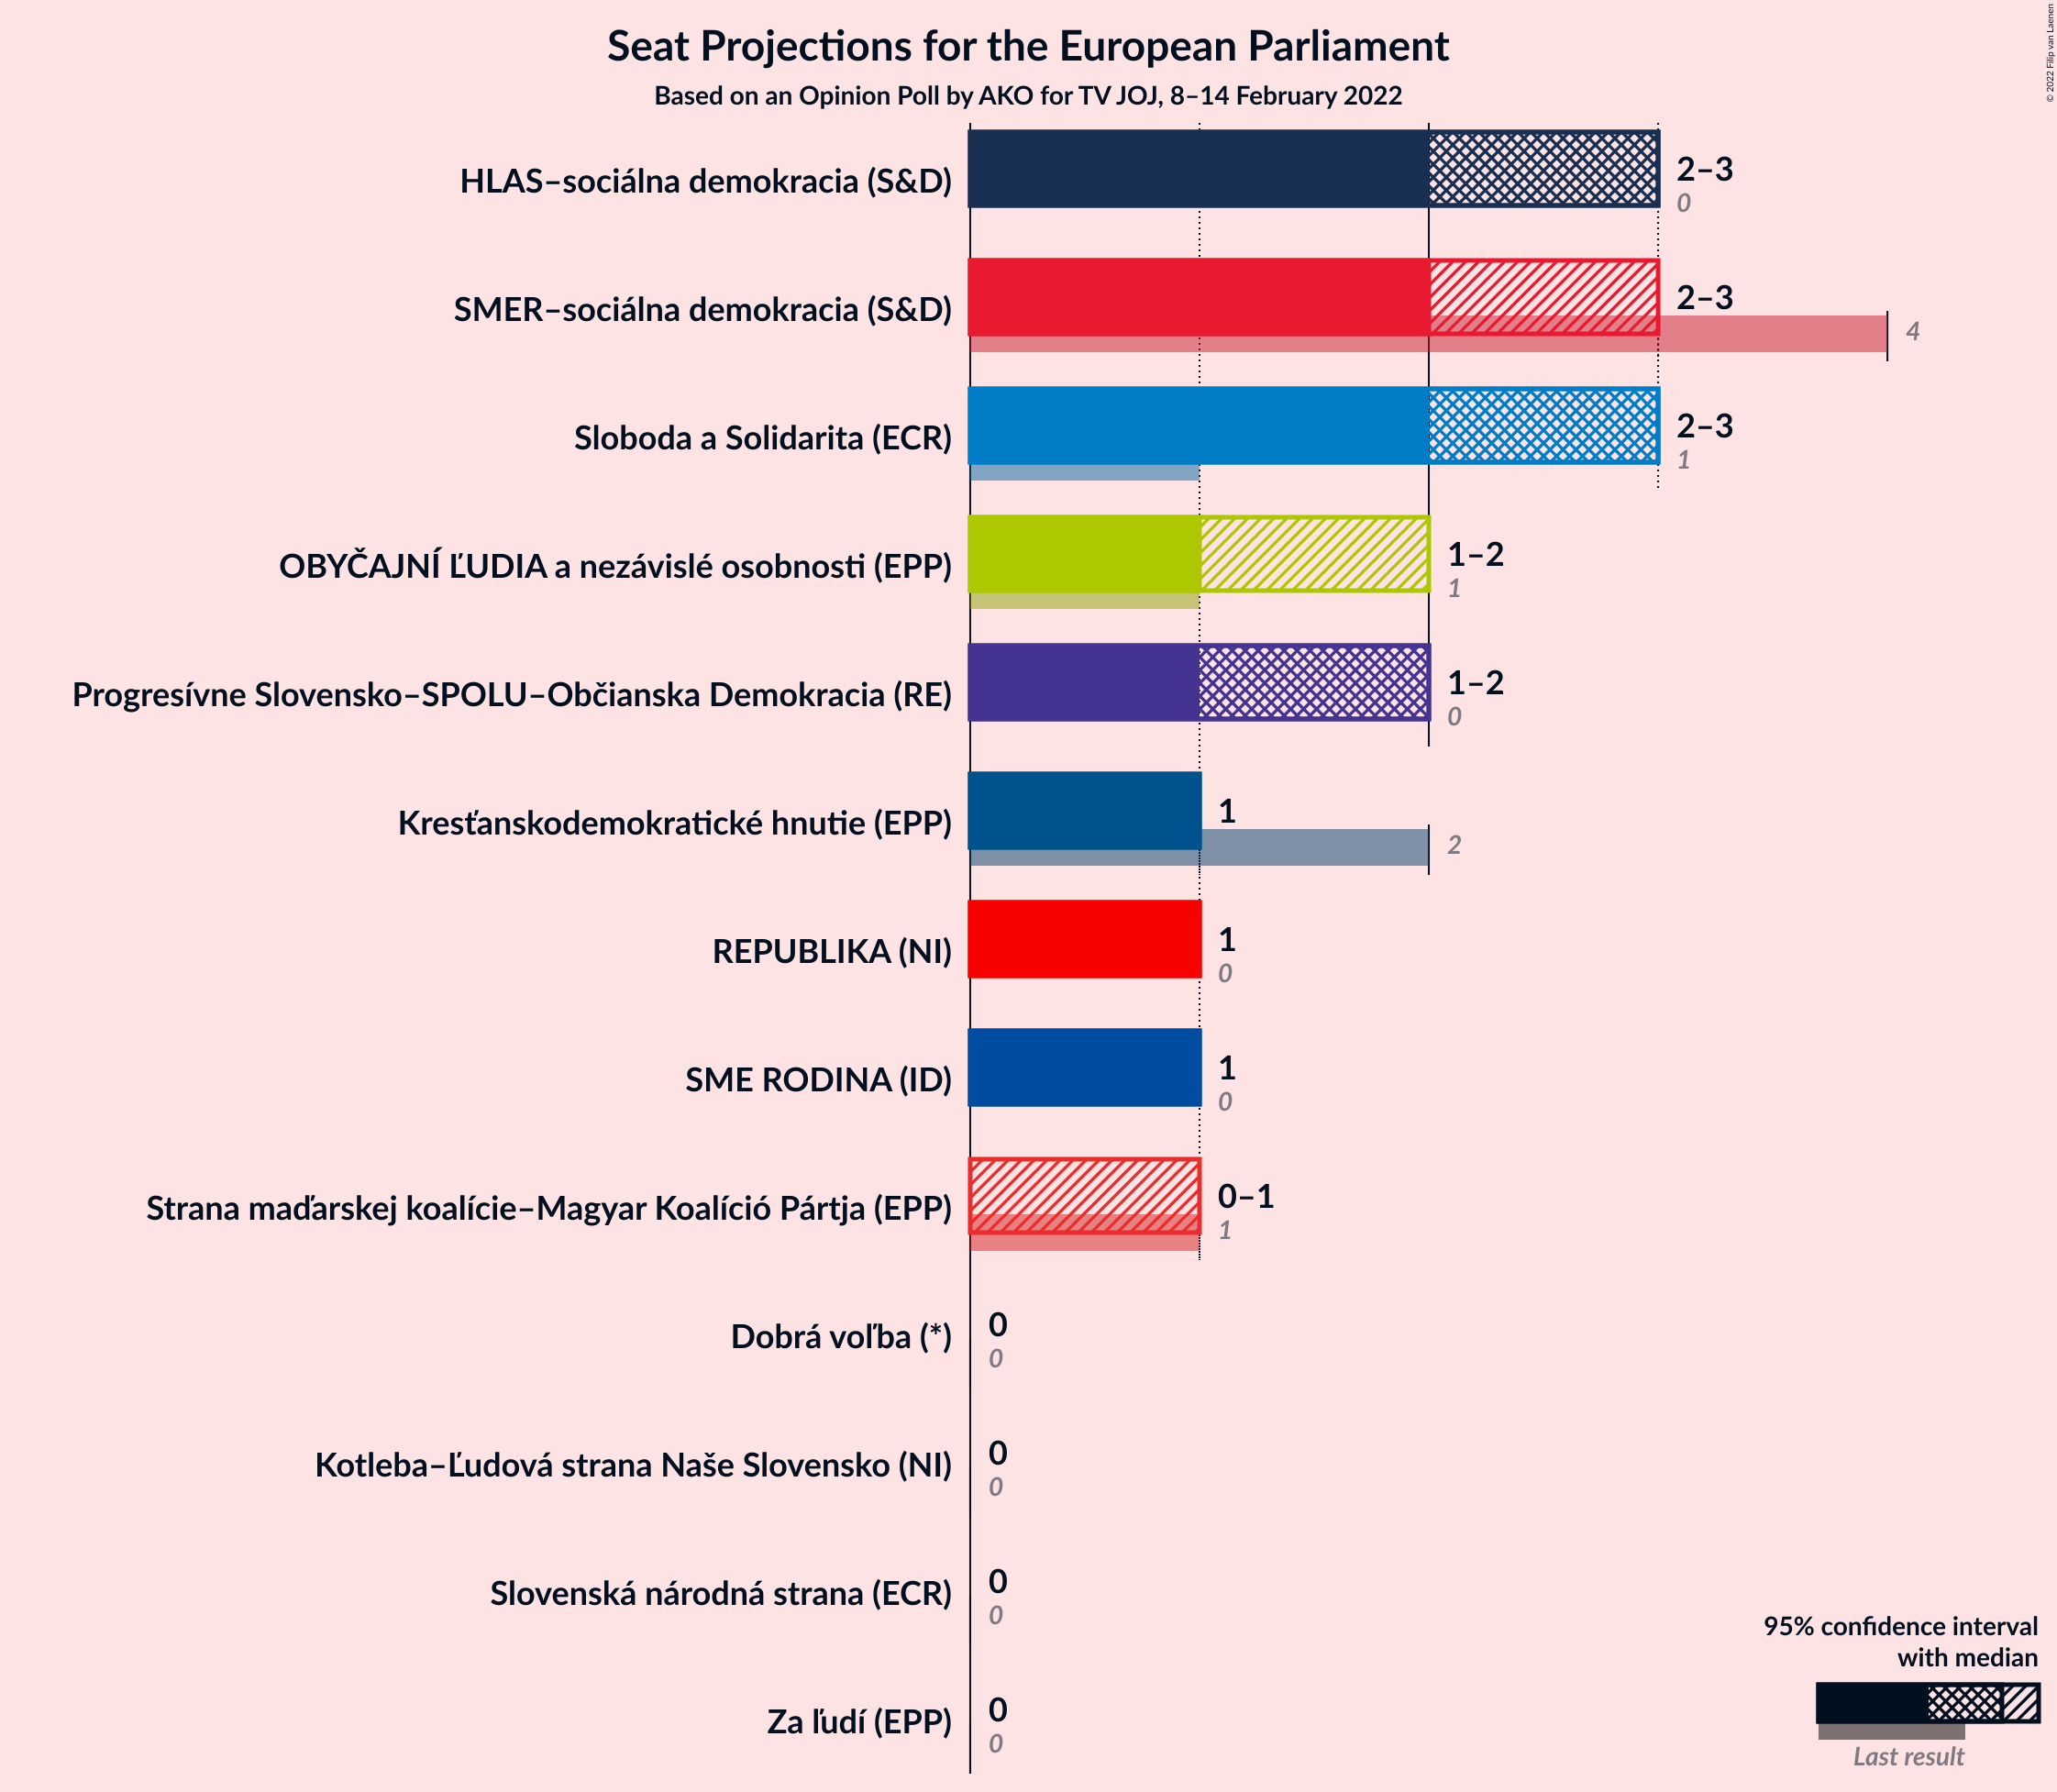 Seat Projections for the European Parliament
Based on an Opinion Poll by AKO for TV JOJ, 8–14 February 2022
© 2022 Filip van Laenen
HLAS–sociálna demokracia (S&D)
2–3
0
SMER–sociálna demokracia (S&D)
2–3
4
Sloboda a Solidarita (ECR)
2–3
1
OBYČAJNÍ ĽUDIA a nezávislé osobnosti (EPP)
1–2
1
Progresívne Slovensko–SPOLU–Občianska Demokracia (RE)
1–2
0
Kresťanskodemokratické hnutie (EPP)
1
2
REPUBLIKA (NI)
1
0
SME RODINA (ID)
1
0
Strana maďarskej koalície–Magyar Koalíció Pártja (EPP)
0–1
1
Dobrá voľba (*)
0
0
Kotleba–Ľudová strana Naše Slovensko (NI)
0
0
Slovenská národná strana (ECR)
0
0
Za ľudí (EPP)
0
0
95% confidence interval
with median
Last result